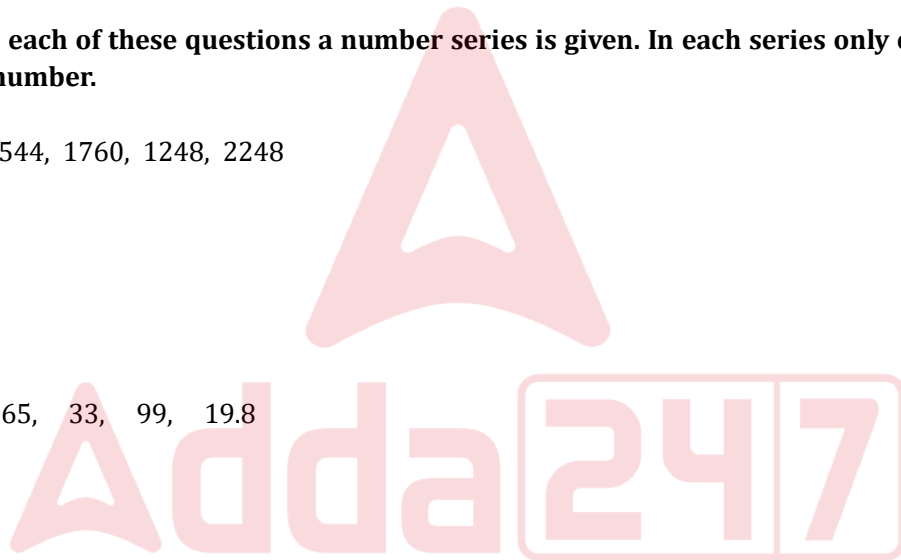 each of these questions a number series is given. In each series only
number.
544, 1760, 1248, 2248
65, 33, 99, 19.8
Adda247